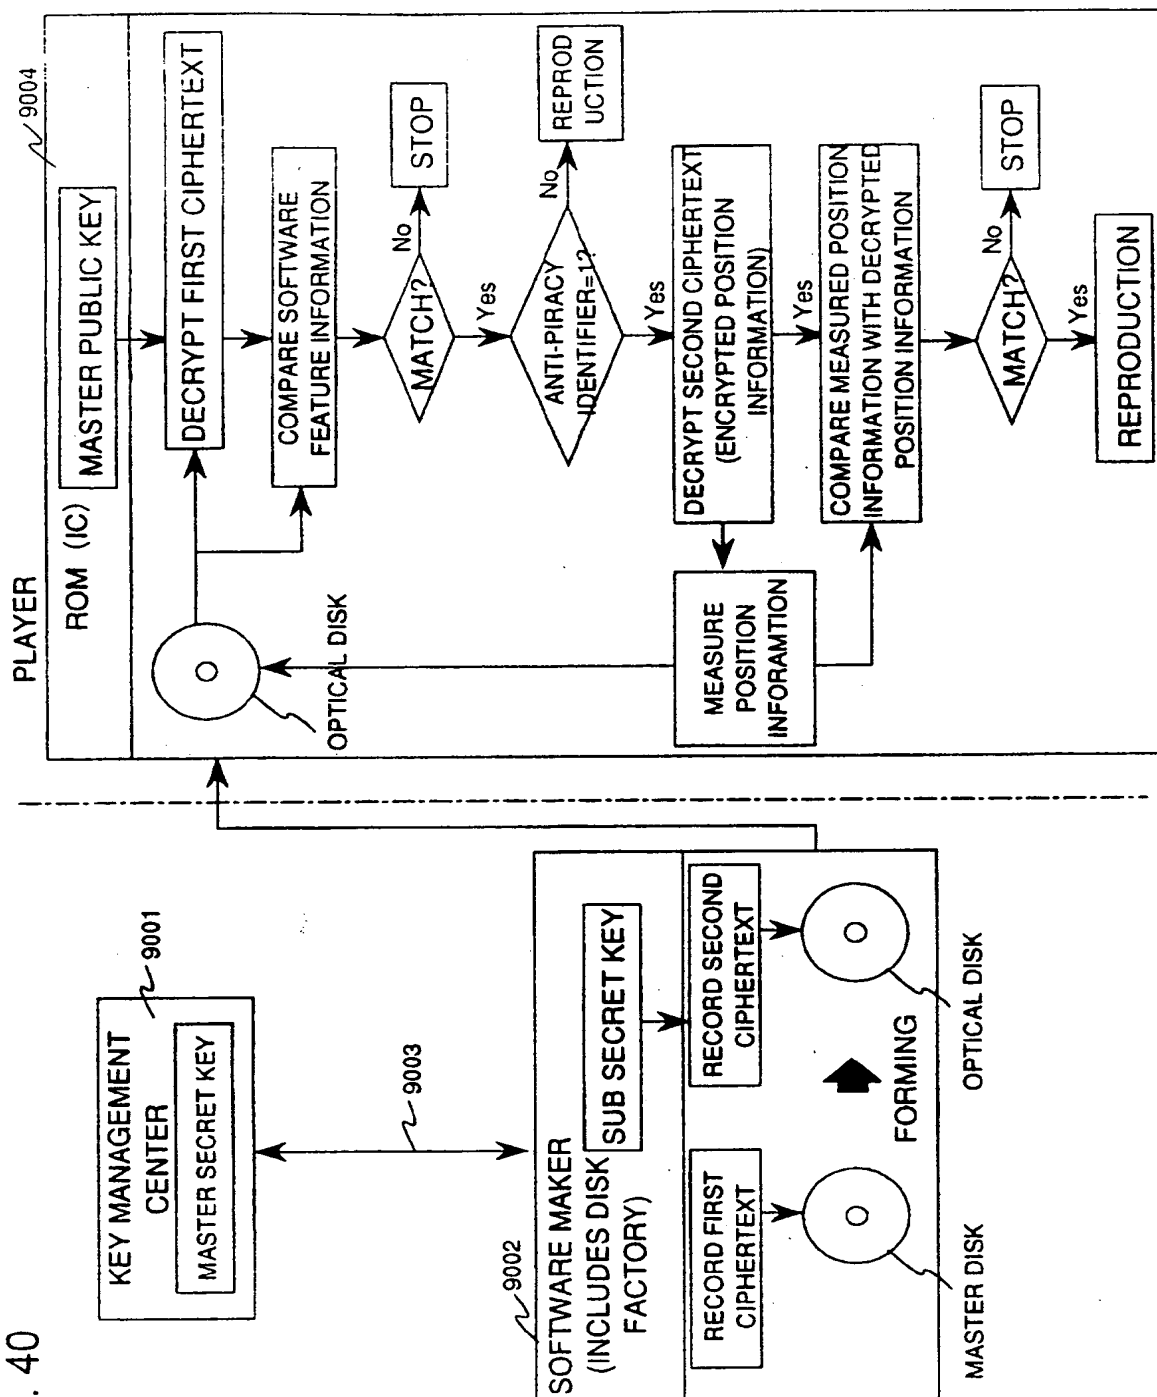 . 40
KEY MANAGEMENT
CENTER
MASTER SECRET KEY
9001
9003
9002
SOFTWARE MAKER
(INCLUDES DISK
FACTORY)
SUB SECRET KEY
RECORD FIRST
CIPHERTEXT
RECORD SECOND
CIPHERTEXT
FORMING
MASTER DISK
OPTICAL DISK
PLAYER
9004
ROM (IC)
MASTER PUBLIC KEY
OPTICAL DISK
DECRYPT FIRST CIPHERTEXT
COMPARE SOFTWARE
FEATURE INFORMATION
MATCH?
No
STOP
Yes
ANTI-PIRACY
IDENTIFIER=1?
No
REPROD
UCTION
Yes
DECRYPT SECOND CIPHERTEXT
(ENCRYPTED POSITION
INFORMATION)
MEASURE
POSITION
INFORAMTION
Yes
COMPARE MEASURED POSITION
INFORMATION WITH DECRYPTED
POSITION INFORMATION
MATCH?
No
STOP
Yes
REPRODUCTION